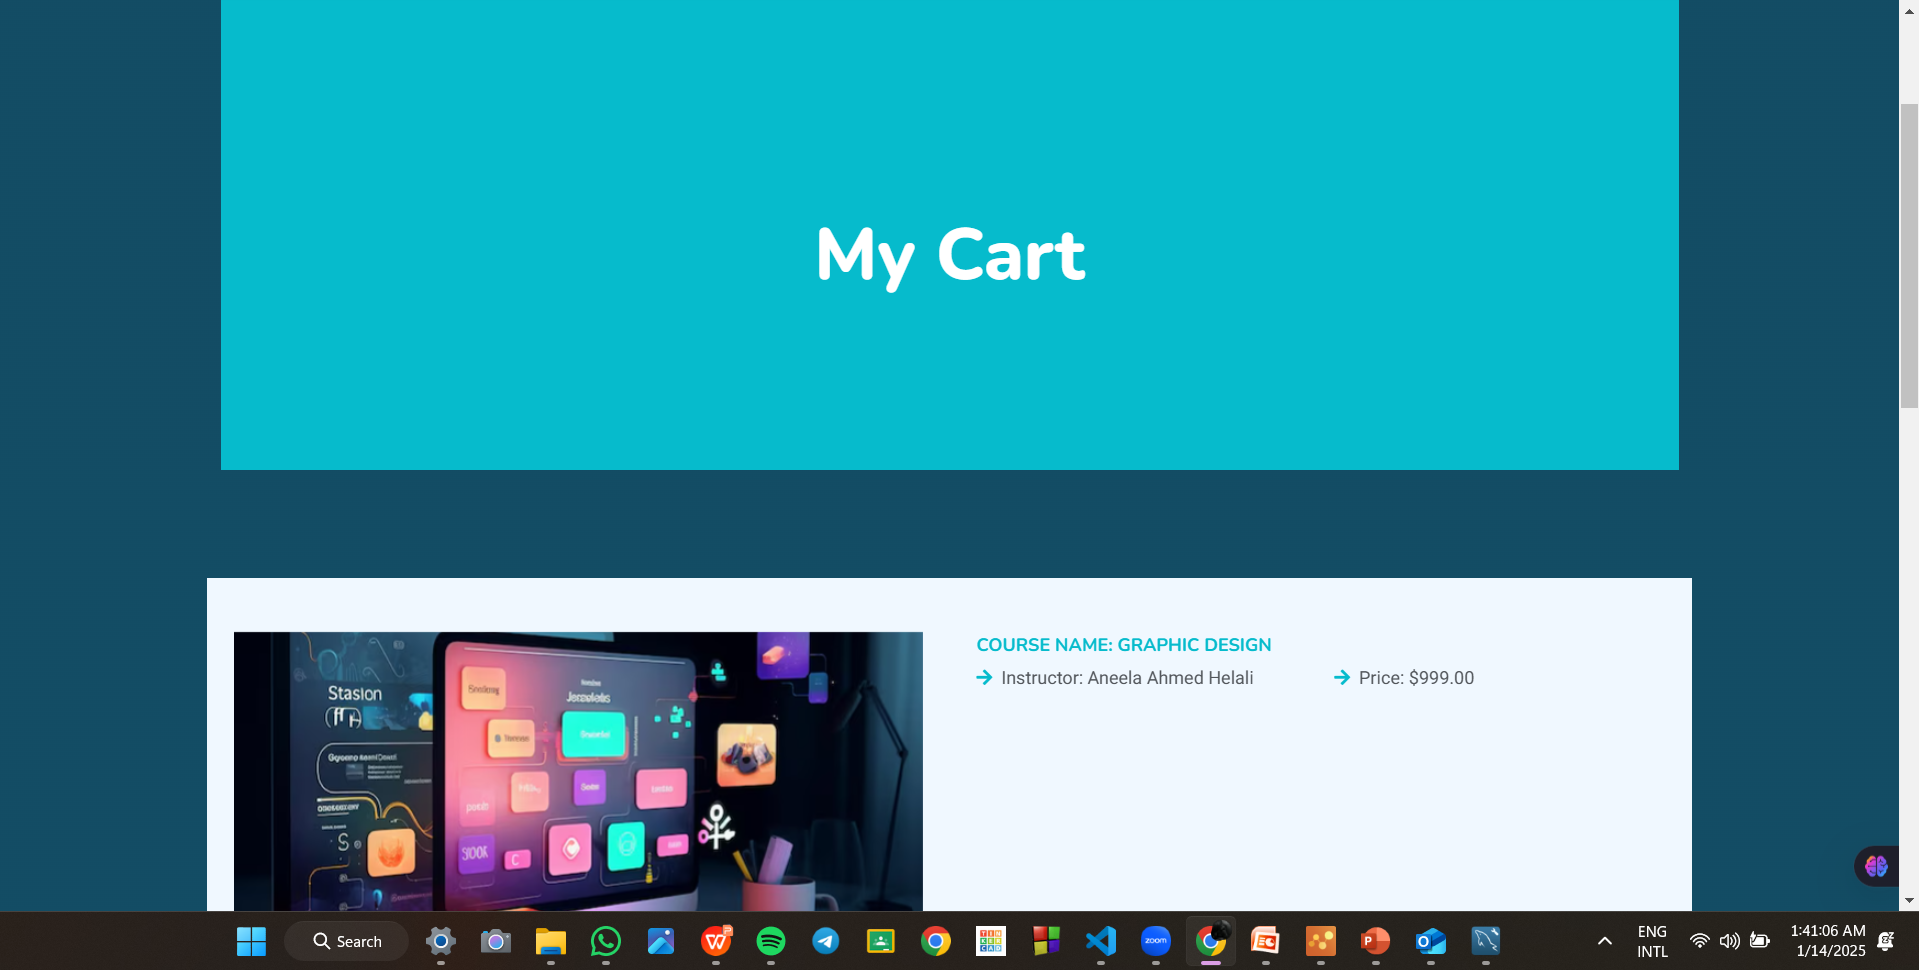 My Cart
COURSE NAME: GRAPHIC DESIGN
Instructor: Aneela Ahmed Helali
Price: $999.00
Stasion
S
C
Search
zoom
ENG
INTL
1:41:06 AM
1/14/2025